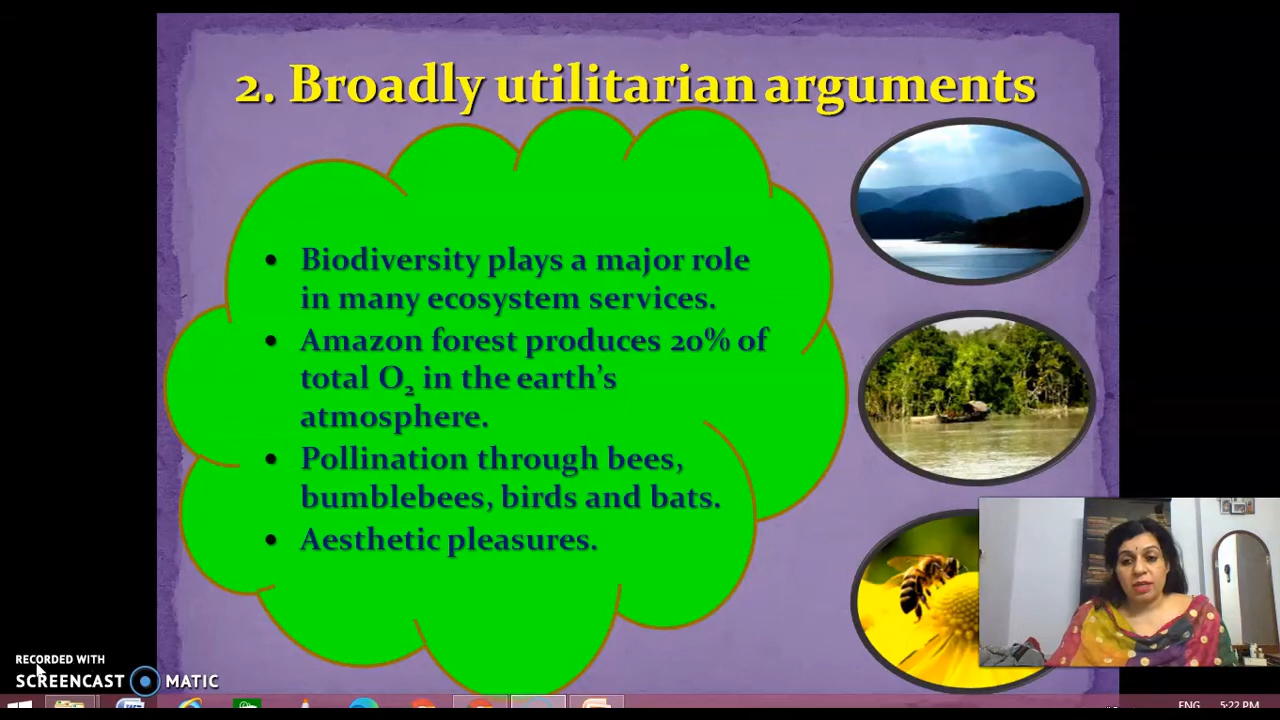 2. Broadly utilitarian arguments
• Biodiversity plays a major role
in many ecosystem services.
• Amazon forest produces 20% of
total O₂ in the earth's
atmosphere.
• Pollination through bees,
bumblebees, birds and bats.
• Aesthetic pleasures.
RECORDED WITH
SCREENCAST MATIC
ENG 5:22 PM